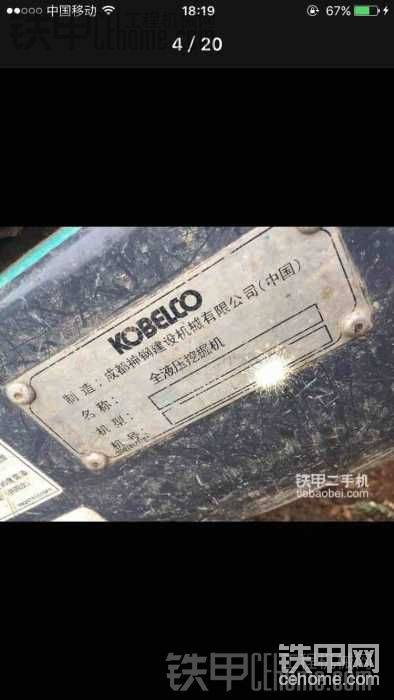 中国移动
18:19
67%
4 / 20
KOBELCO
制造：成都神钢建设机械有限公司（中国）
名称：全液压挖掘机
机型：
机号：
铁甲二手机
tiebaobei.com
铁甲网
cehome.com